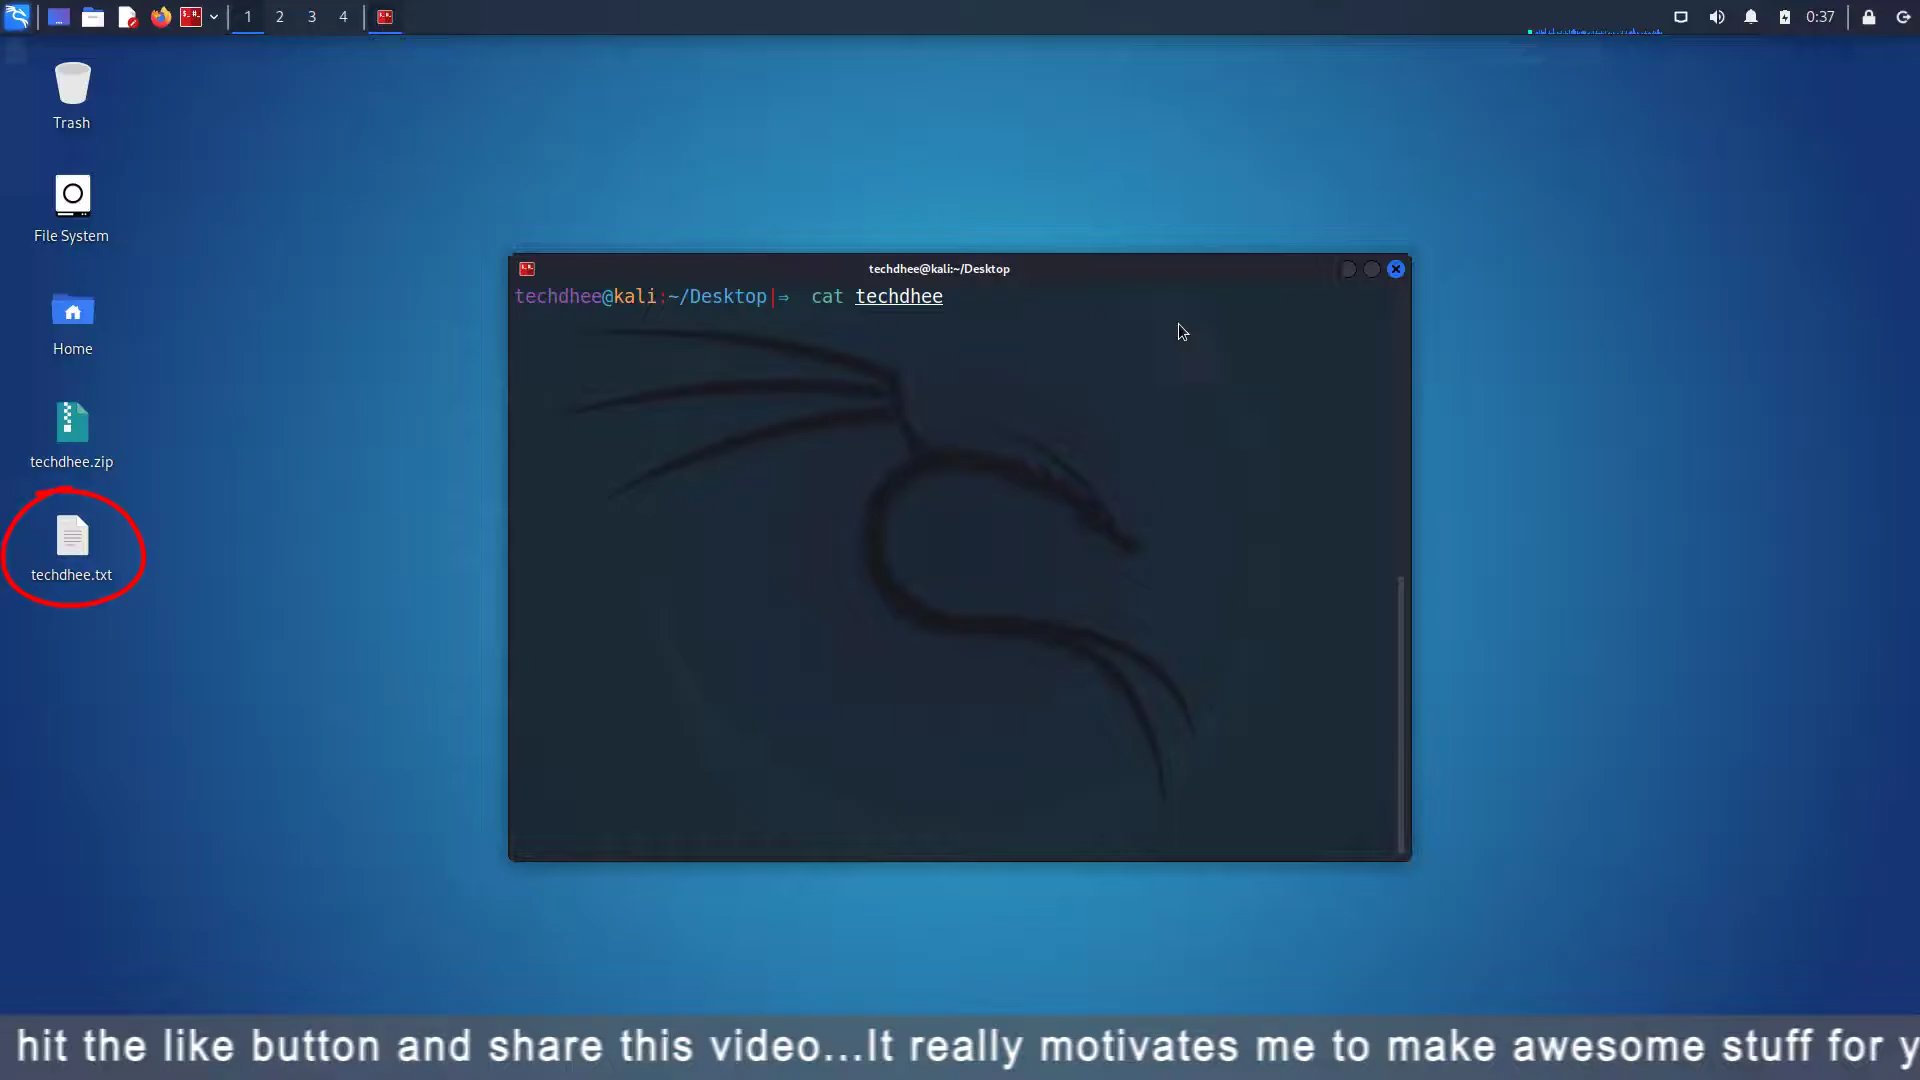 1 2 3 4 0:37
Trash
File System
Home
techdhee.zip
techdhee.txt
techdhee@kali:~/Desktop
techdhee@kali:~/Desktop|⇒ cat techdhee
hit the like button and share this video...It really motivates me to make awesome stuff for y